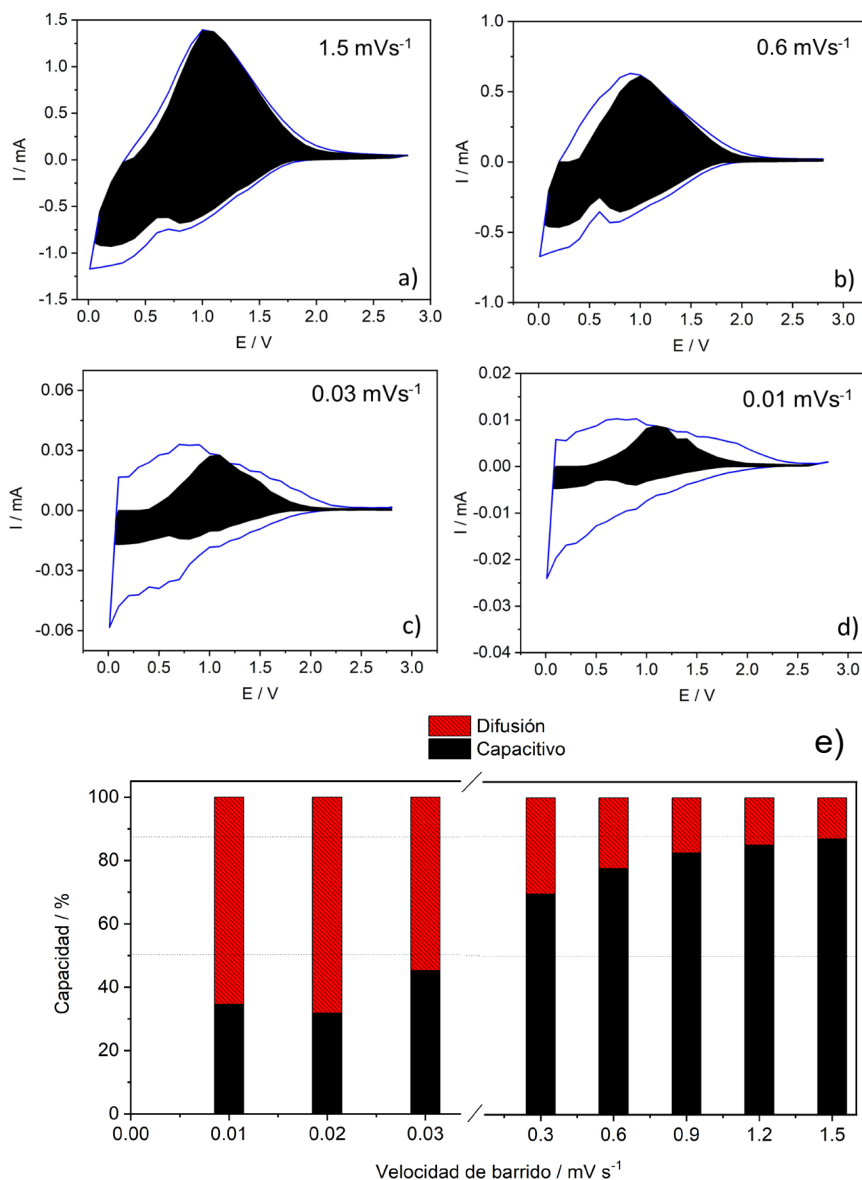 1.5 mVs⁻¹
1.5
1.0
0.5
0.0
-0.5
-1.0
-1.5
I / mA
0.0 0.5 1.0 1.5 2.0 2.5 3.0
E / V
a)
0.6 mVs⁻¹
1.0
0.5
0.0
-0.5
-1.0
I / mA
0.0 0.5 1.0 1.5 2.0 2.5 3.0
E / V
b)
0.03 mVs⁻¹
0.06
0.03
0.00
-0.03
-0.06
I / mA
0.0 0.5 1.0 1.5 2.0 2.5 3.0
E / V
c)
0.01 mVs⁻¹
0.02
0.01
0.00
-0.01
-0.02
-0.03
-0.04
I / mA
0.0 0.5 1.0 1.5 2.0 2.5 3.0
E / V
d)
Difusión
Capacitivo
e)
100
80
60
40
20
0
Capacidad / %
0.00 0.01 0.02 0.03 0.3 0.6 0.9 1.2 1.5
Velocidad de barrido / mV s⁻¹